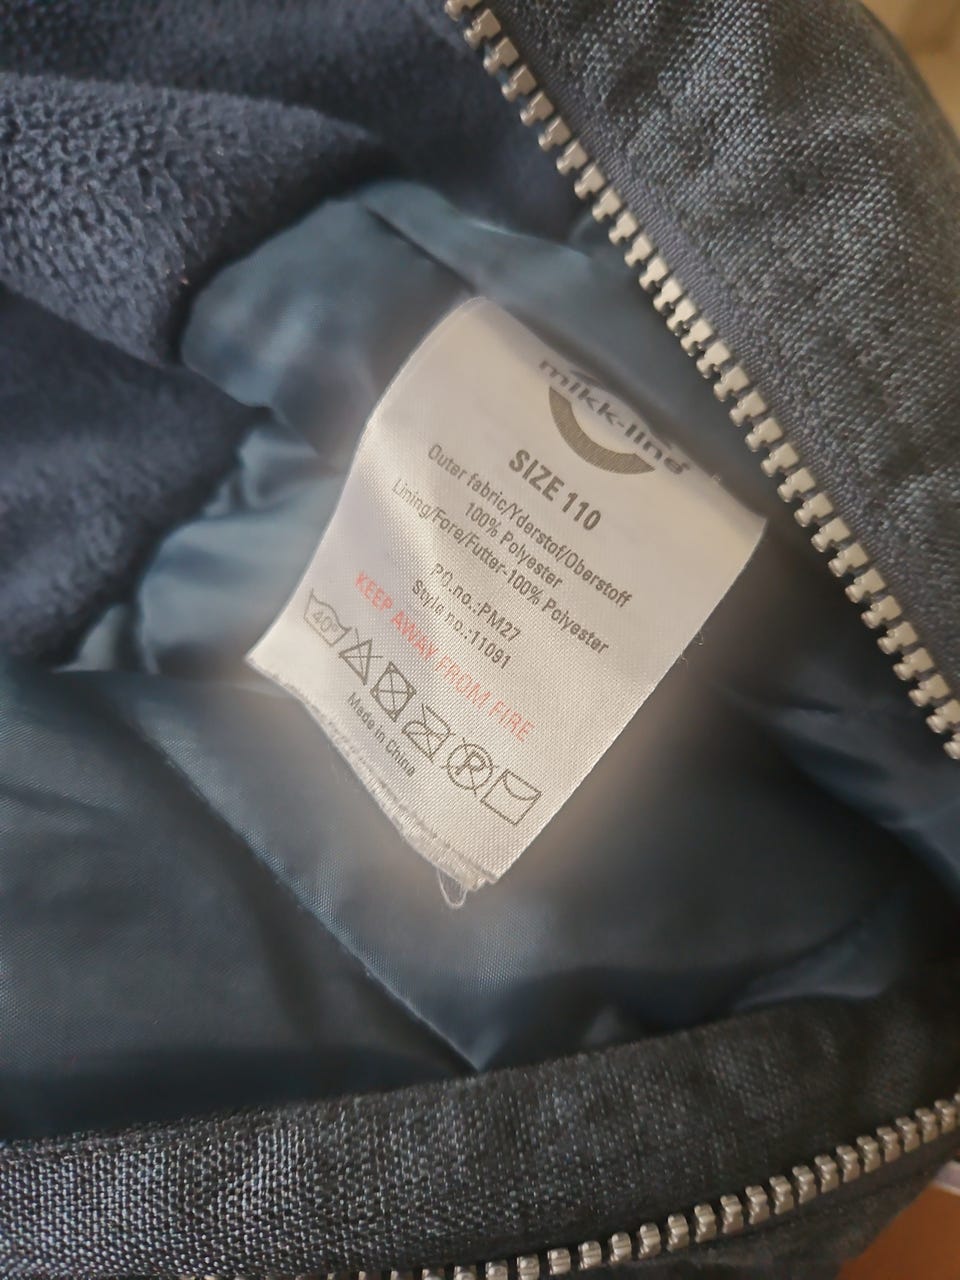 mikk-line
SIZE 110
Outer fabric/Yderstof/Oberstoff
100% Polyester
Lining/Fore/Futter-100% Polyester
PO.no.:PM27
Style no.:11091
KEEP AWAY FROM FIRE
40°
P
Made in China